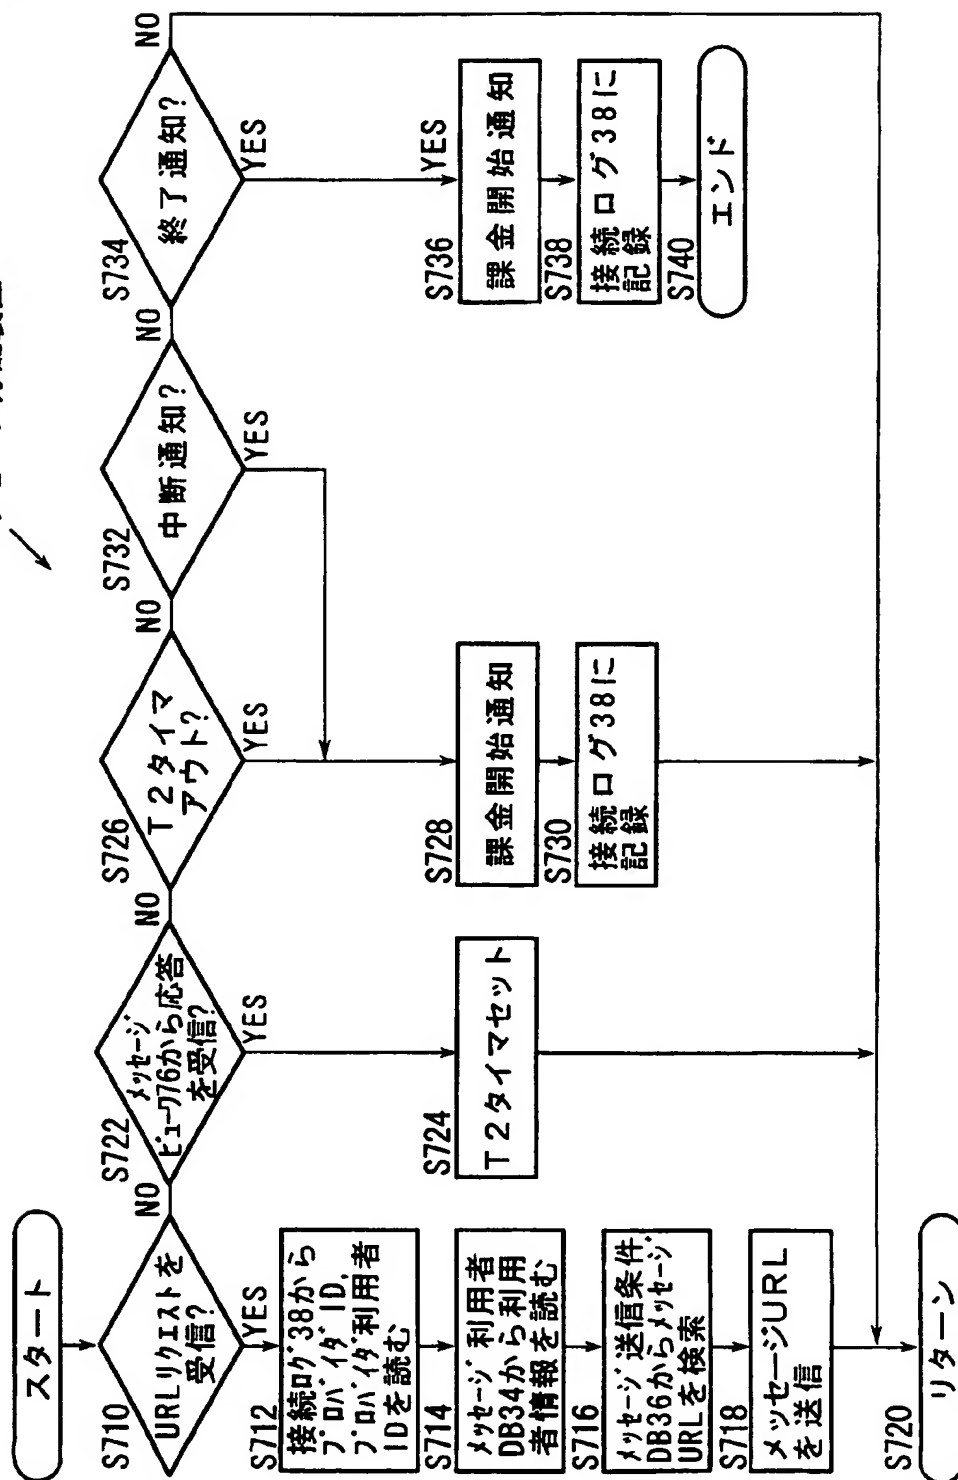 スタート
S710
URLリクエストを
受信?
NO
YES
S712
接続ログ38から
プロバイダID,
プロバイダ利用者
IDを読む
S714
メッセージ利用者
DB34から利用
者情報を読む
S716
メッセージ送信条件
DB36からメッセージ
URLを検索
S718
メッセージURL
を送信
S720
リターン
S722
メッセージ
ビューワ76から応答
を受信?
NO
YES
S724
T2タイマセット
S726
T2タイマ
アウト?
NO
YES
S728
課金開始通知
S730
接続ログ38に
記録
S732
中断通知?
NO
YES
S734
終了通知?
NO
YES
YES
S736
課金開始通知
S738
接続ログ38に
記録
S740
エンド